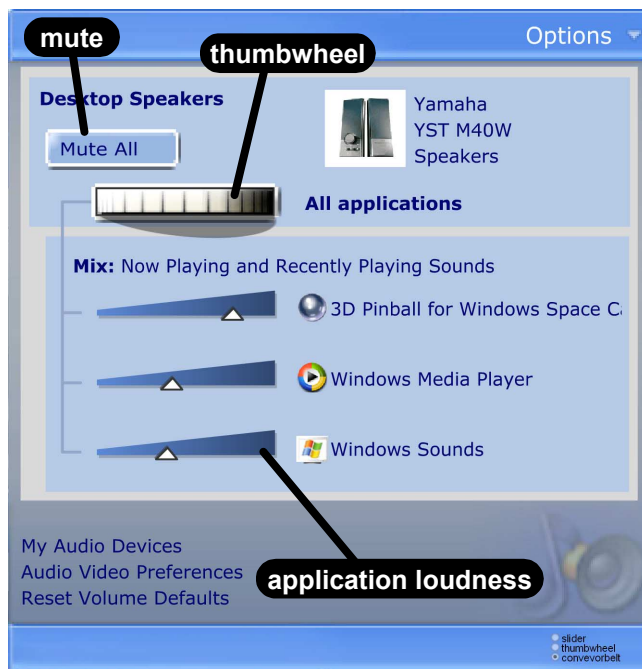 mute
Options
thumbwheel
Desktop Speakers
Yamaha
YST M40W
Speakers
Mute All
All applications
Mix: Now Playing and Recently Playing Sounds
3D Pinball for Windows Space Ca
Windows Media Player
Windows Sounds
My Audio Devices
Audio Video Preferences
Reset Volume Defaults
application loudness
slider
thumbwheel
conveyorbelt